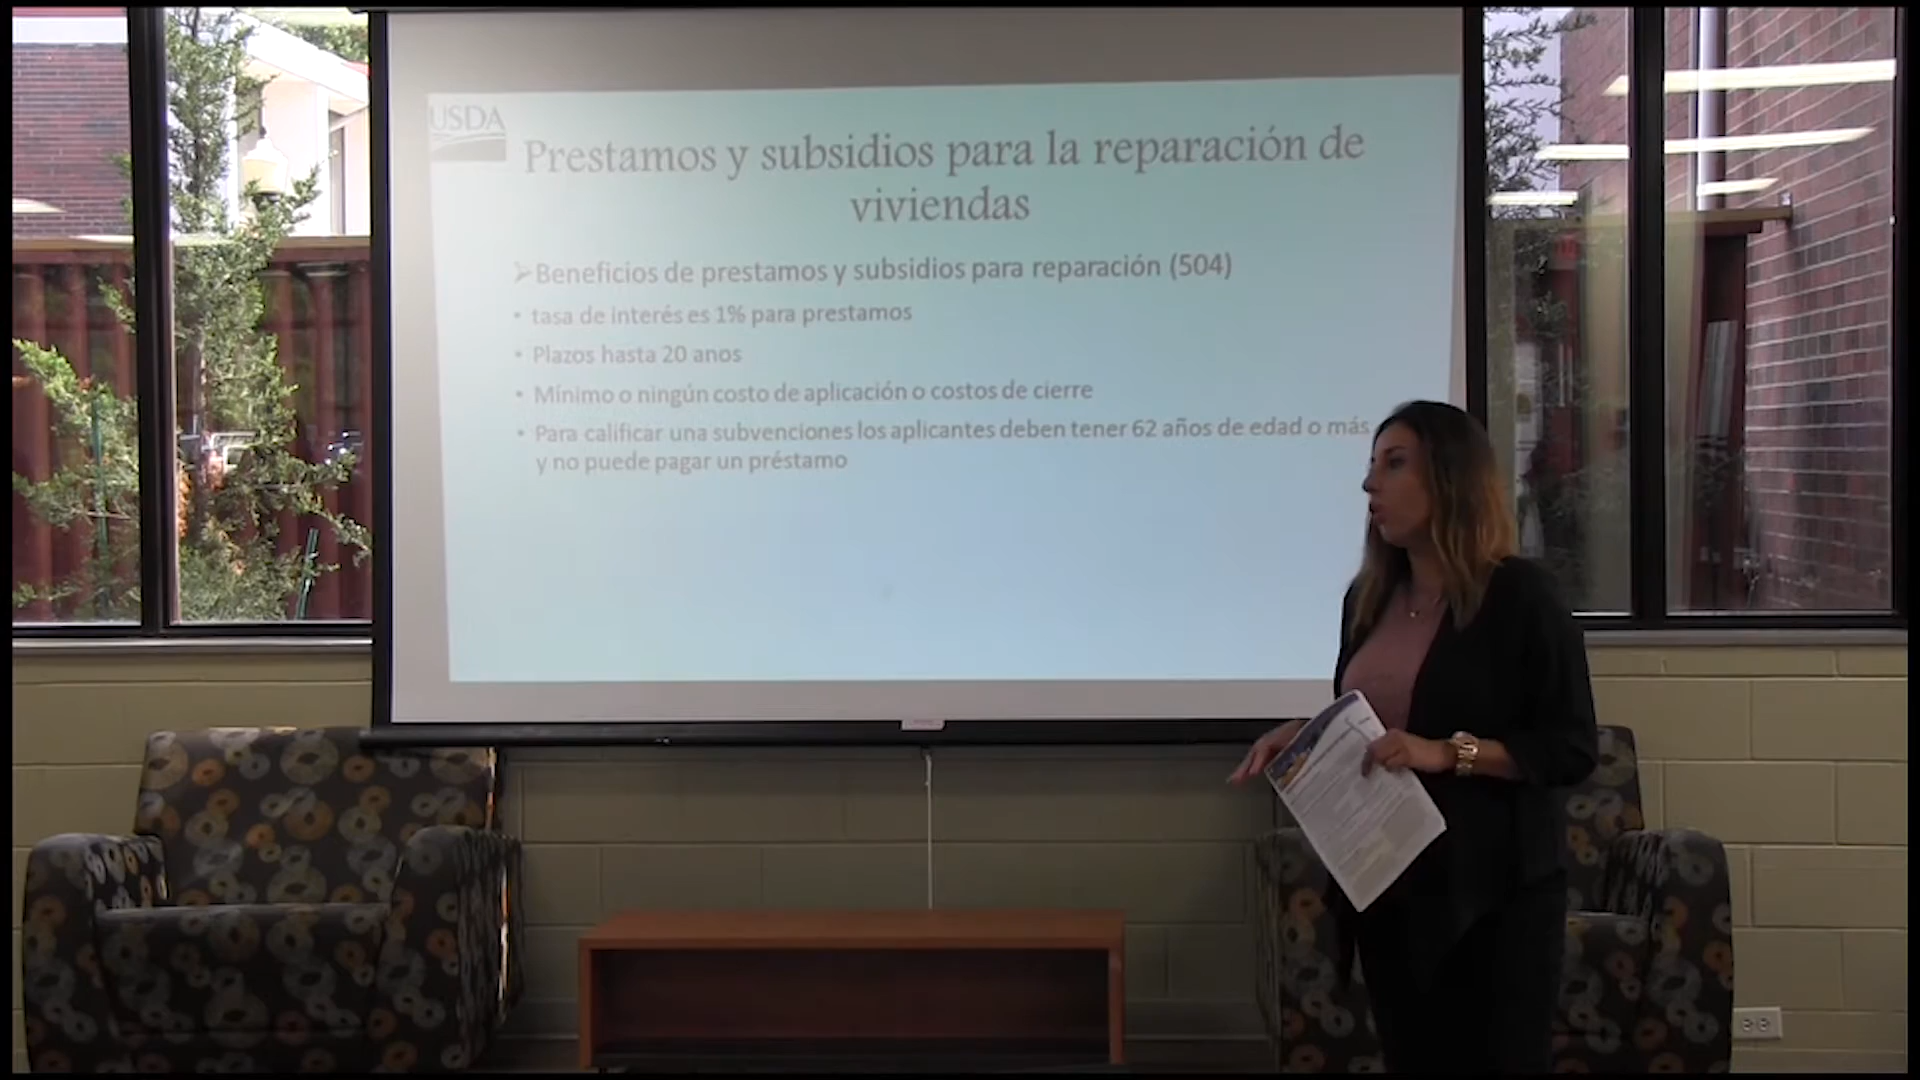 USDA
Prestamos y subsidios para la reparación de
viviendas
➢Beneficios de prestamos y subsidios para reparación (504)
• tasa de interés es 1% para prestamos
• Plazos hasta 20 anos
• Mínimo o ningún costo de aplicación o costos de cierre
• Para calificar una subvenciones los aplicantes deben tener 62 años de edad o más
y no puede pagar un préstamo